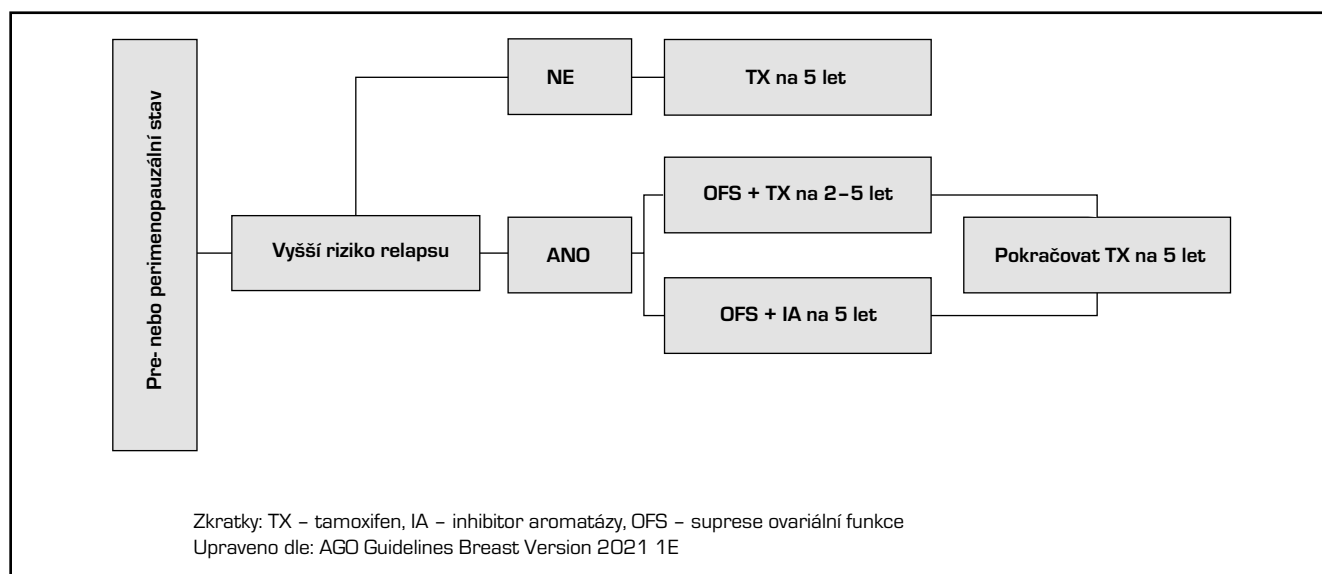 Pre- nebo perimenopauzální stav
Vyšší riziko relapsu
NE
TX na 5 let
ANO
OFS + TX na 2–5 let
OFS + IA na 5 let
Pokračovat TX na 5 let
Zkratky: TX – tamoxifen, IA – inhibitor aromatázy, OFS – suprese ovariální funkce
Upraveno dle: AGO Guidelines Breast Version 2021 1E